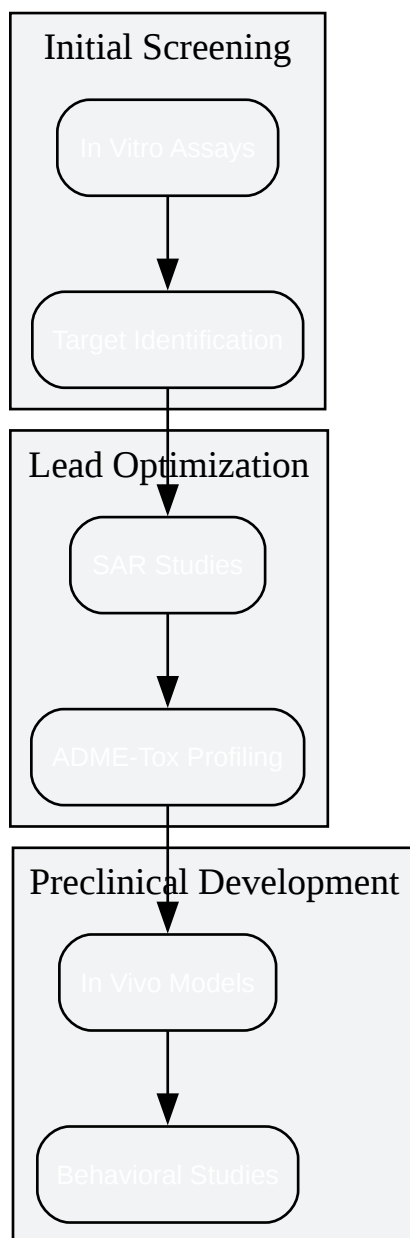 Initial Screening
In Vitro Assays
Target Identification
Lead Optimization
SAR Studies
ADME-Tox Profiling
Preclinical Development
In Vivo Models
Behavioral Studies